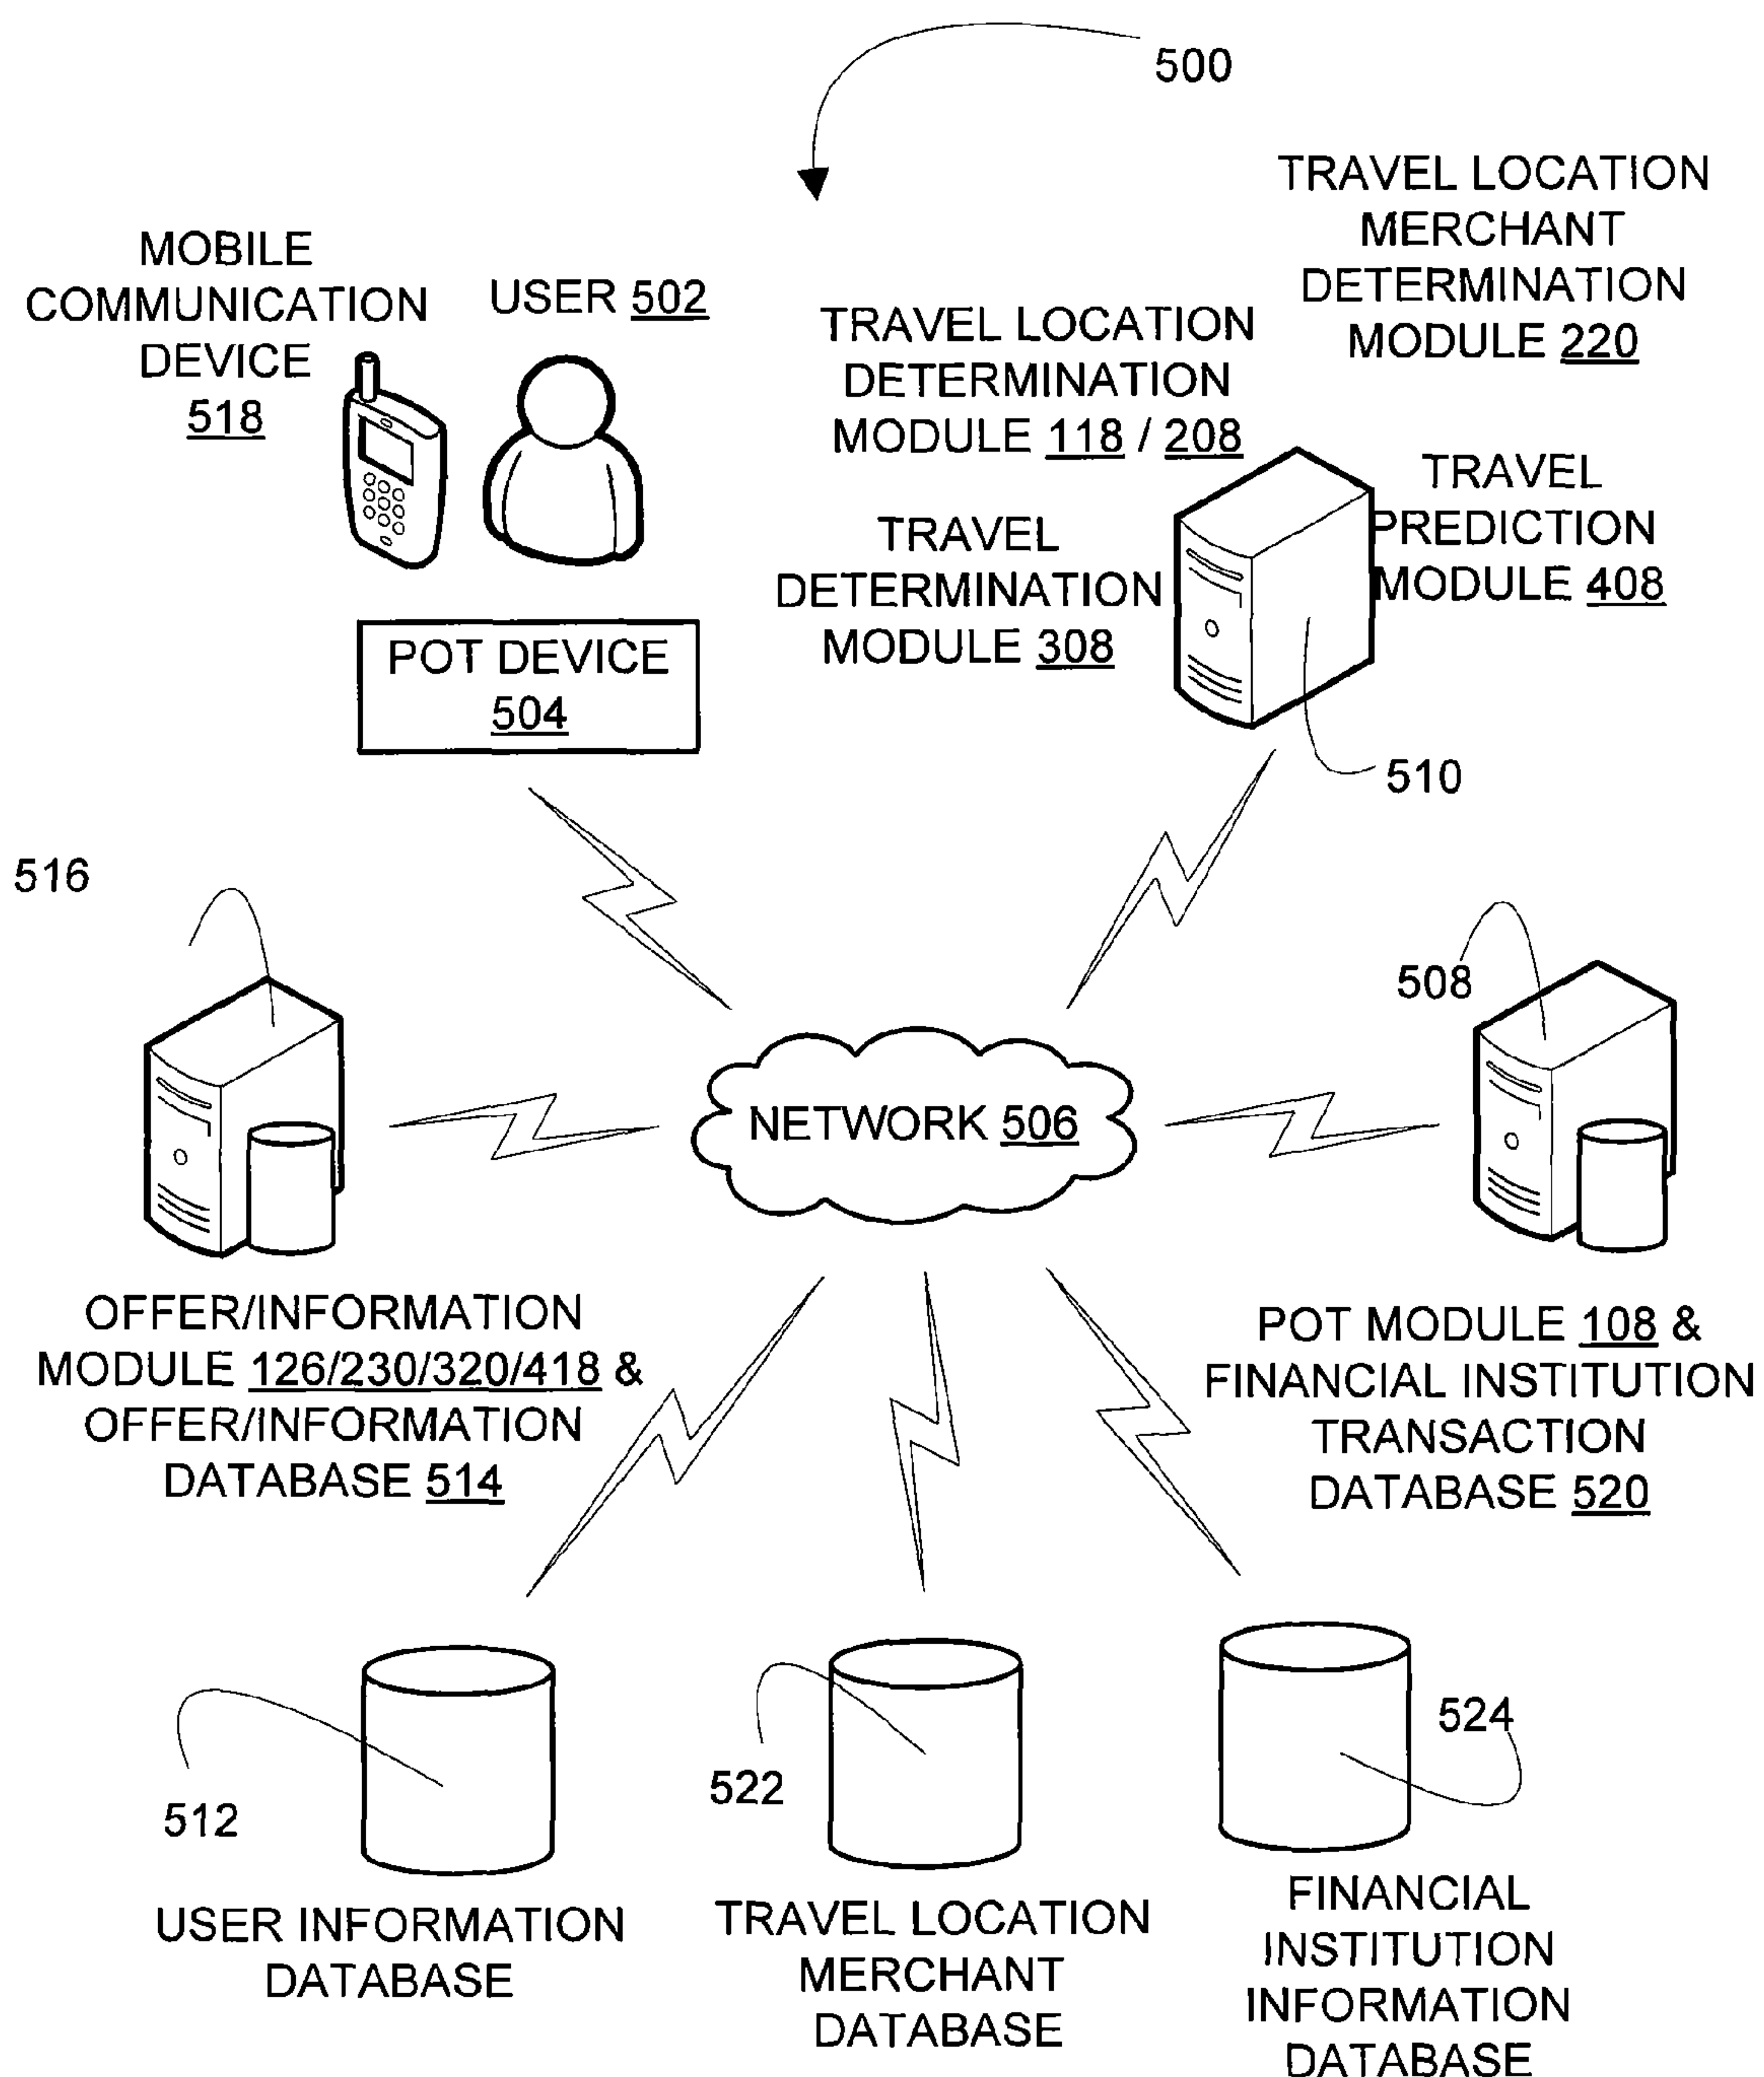 500
TRAVEL LOCATION
MERCHANT
DETERMINATION
MODULE 220
MOBILE
COMMUNICATION
DEVICE
518
USER 502
TRAVEL LOCATION
DETERMINATION
MODULE 118 / 208
TRAVEL
PREDICTION
MODULE 408
TRAVEL
DETERMINATION
MODULE 308
POT DEVICE
504
510
516
508
NETWORK 506
OFFER/INFORMATION
MODULE 126/230/320/418 &
OFFER/INFORMATION
DATABASE 514
POT MODULE 108 &
FINANCIAL INSTITUTION
TRANSACTION
DATABASE 520
512
522
524
USER INFORMATION
DATABASE
TRAVEL LOCATION
MERCHANT
DATABASE
FINANCIAL
INSTITUTION
INFORMATION
DATABASE